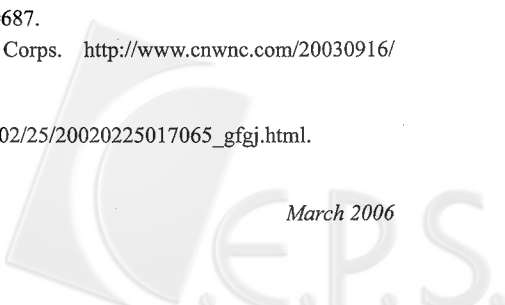 687.
Corps. http://www.cnwnc.com/20030916/
02/25/20020225017065_gfgj.html.
March 2006
C.E.P.S.